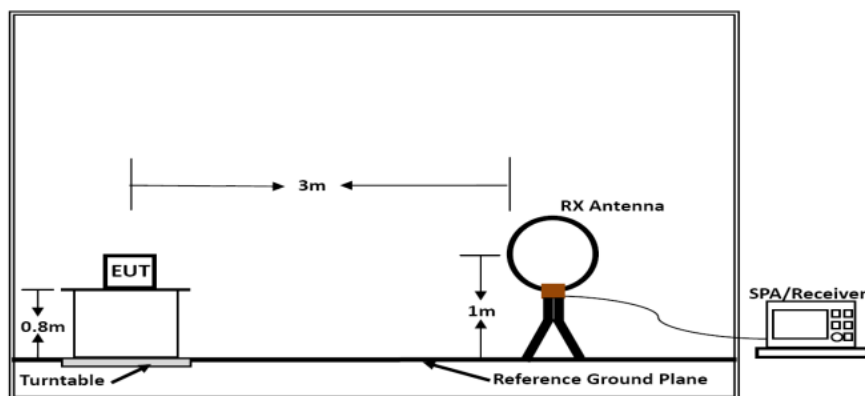 3m
RX Antenna
EUT
SPA/Receiver
0.8m
1m
Turntable
Reference Ground Plane